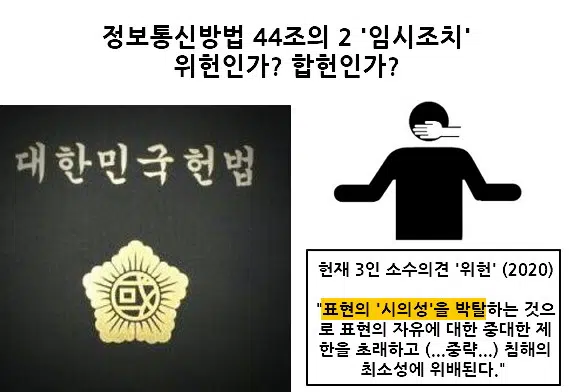 정보통신방법 44조의 2 '임시조치'
위헌인가? 합헌인가?
대한민국헌법
헌재 3인 소수의견 '위헌' (2020)
"표현의 '시의성'을 박탈하는 것으
로 표현의 자유에 대한 중대한 제
한을 초래하고 (...중략...) 침해의
최소성에 위배된다."